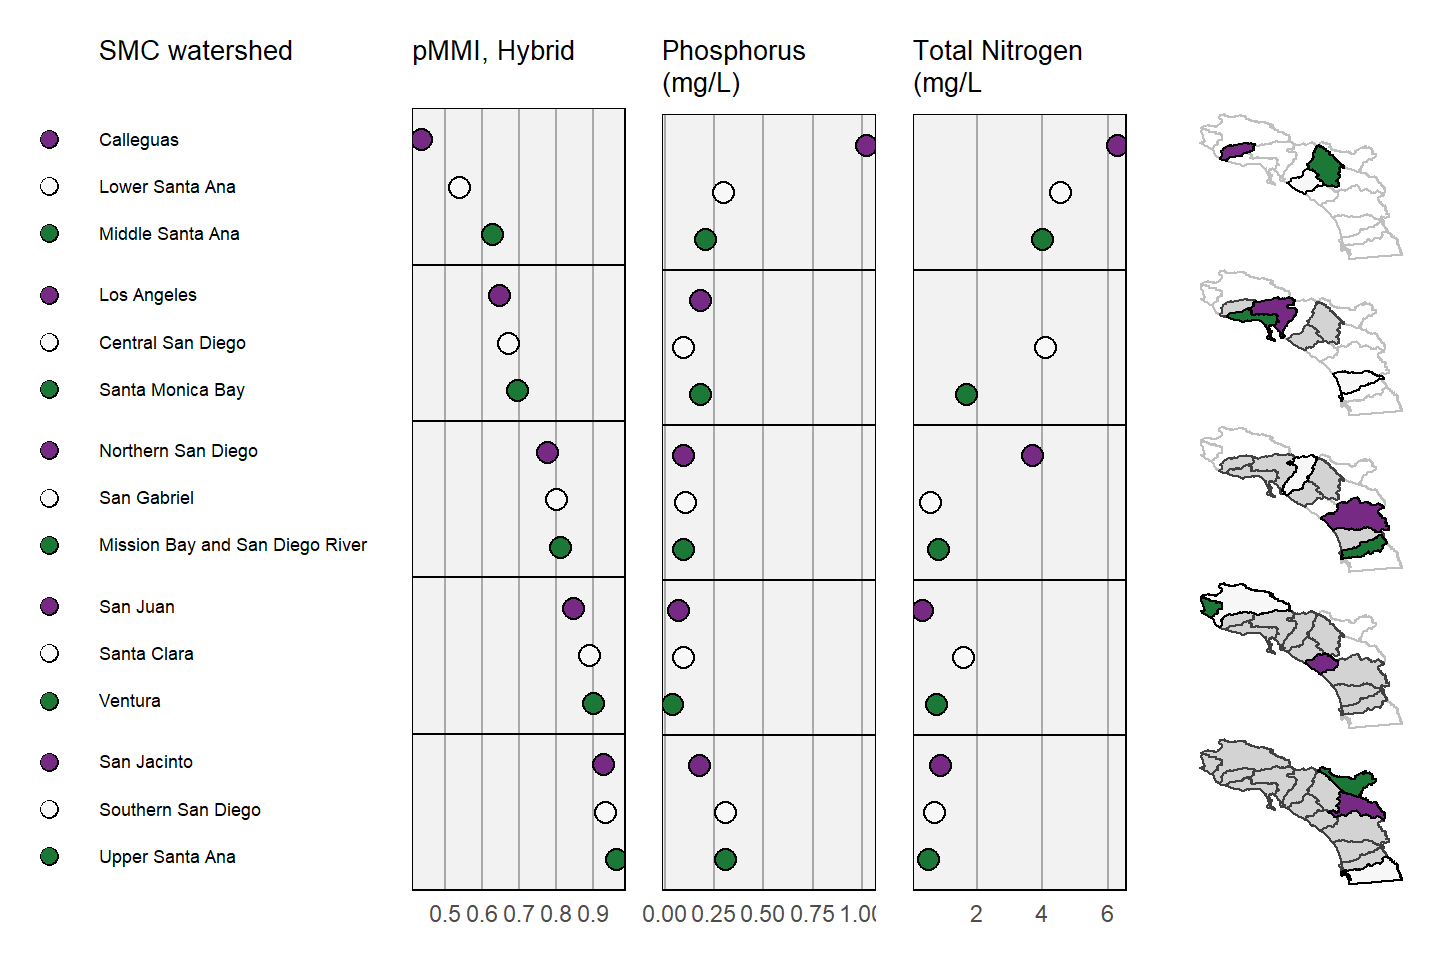 SMC watershed
pMMI, Hybrid
Phosphorus
(mg/L)
Total Nitrogen
(mg/L
Calleguas
Lower Santa Ana
Middle Santa Ana
Los Angeles
Central San Diego
Santa Monica Bay
Northern San Diego
San Gabriel
Mission Bay and San Diego River
San Juan
Santa Clara
Ventura
San Jacinto
Southern San Diego
Upper Santa Ana
0.5 0.6 0.7 0.8 0.9
0.00 0.25 0.50 0.75 1.00
2 4 6